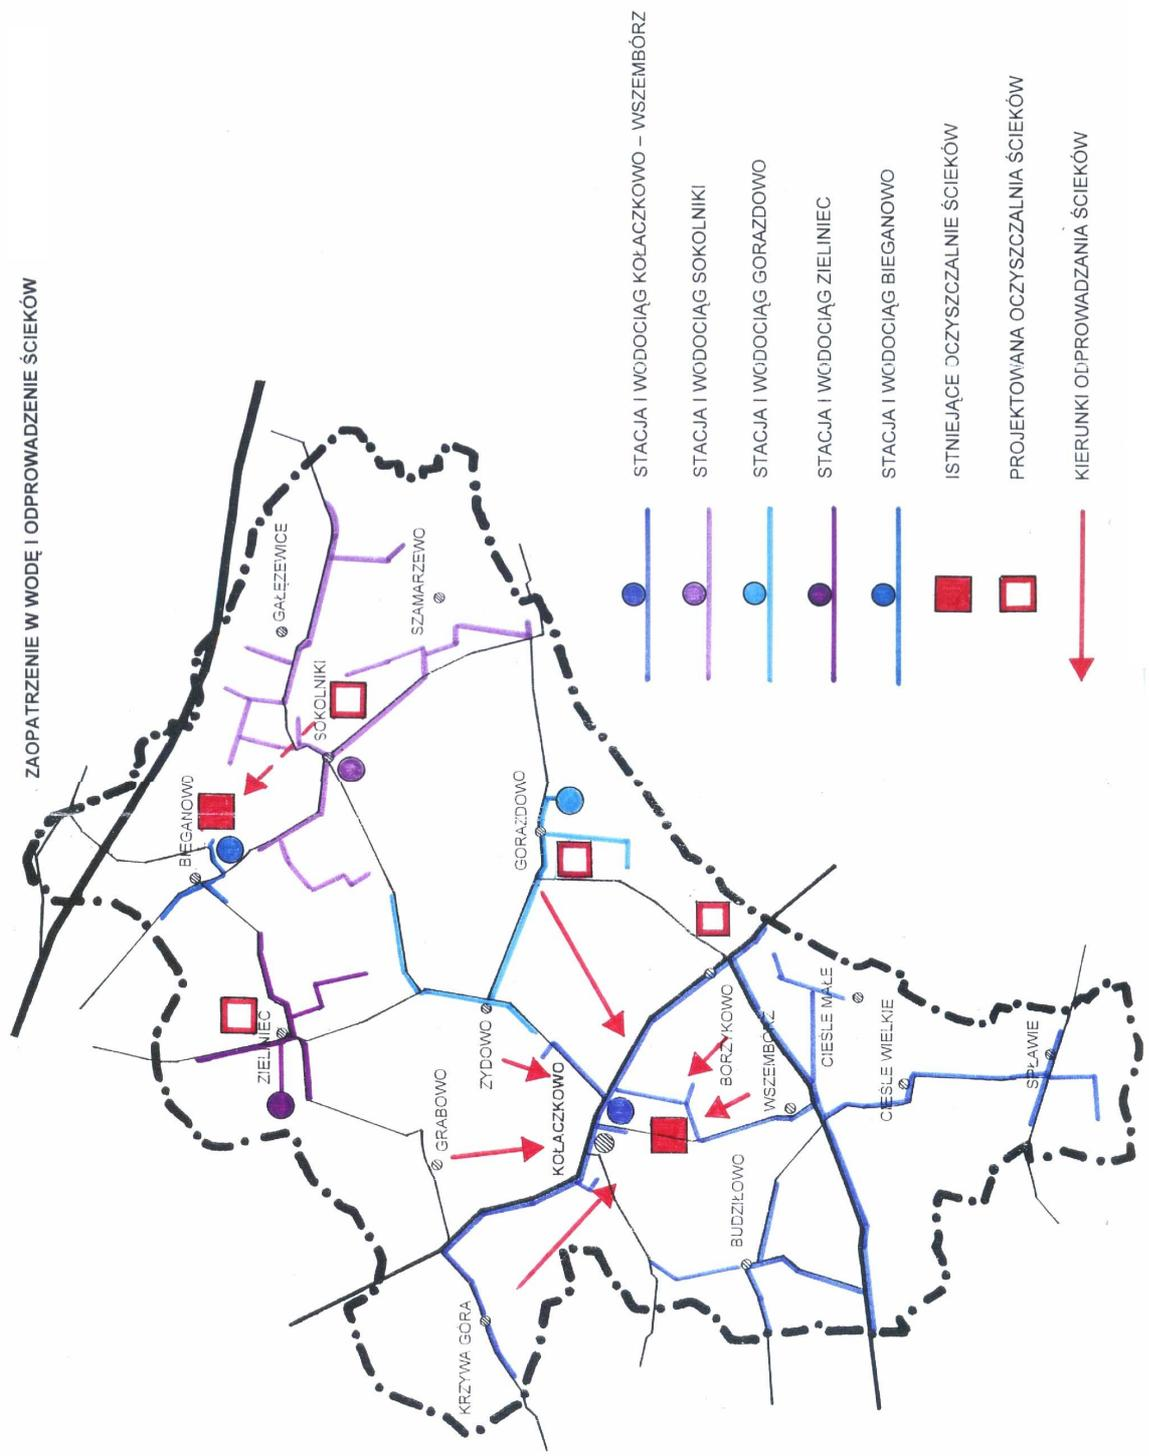 ZAOPATRZENIE W WODĘ I ODPROWADZENIE ŚCIEKÓW
GAŁĘZEWICE
SZAMARZEWO
SOKOLNIKI
BIEGANOWO
GORAZDOWO
ZIELINIEC
ŻYDOWO
GRABOWO
KOŁACZKOWO
BORZYKOWO
WSZEMBÓRZ
CIEŚLE MAŁE
CIEŚLE WIELKIE
SPŁAWIE
BUDZIŁOWO
KRZYWA GÓRA
STACJA I WODOCIĄG KOŁACZKOWO – WSZEMBÓRZ
STACJA I WODOCIĄG SOKOLNIKI
STACJA I WODOCIĄG GORAZDOWO
STACJA I WODOCIĄG ZIELINIEC
STACJA I WODOCIĄG BIEGANOWO
ISTNIEJĄCE OCZYSZCZALNIE ŚCIEKÓW
PROJEKTOWANA OCZYSZCZALNIA ŚCIEKÓW
KIERUNKI ODPROWADZANIA ŚCIEKÓW